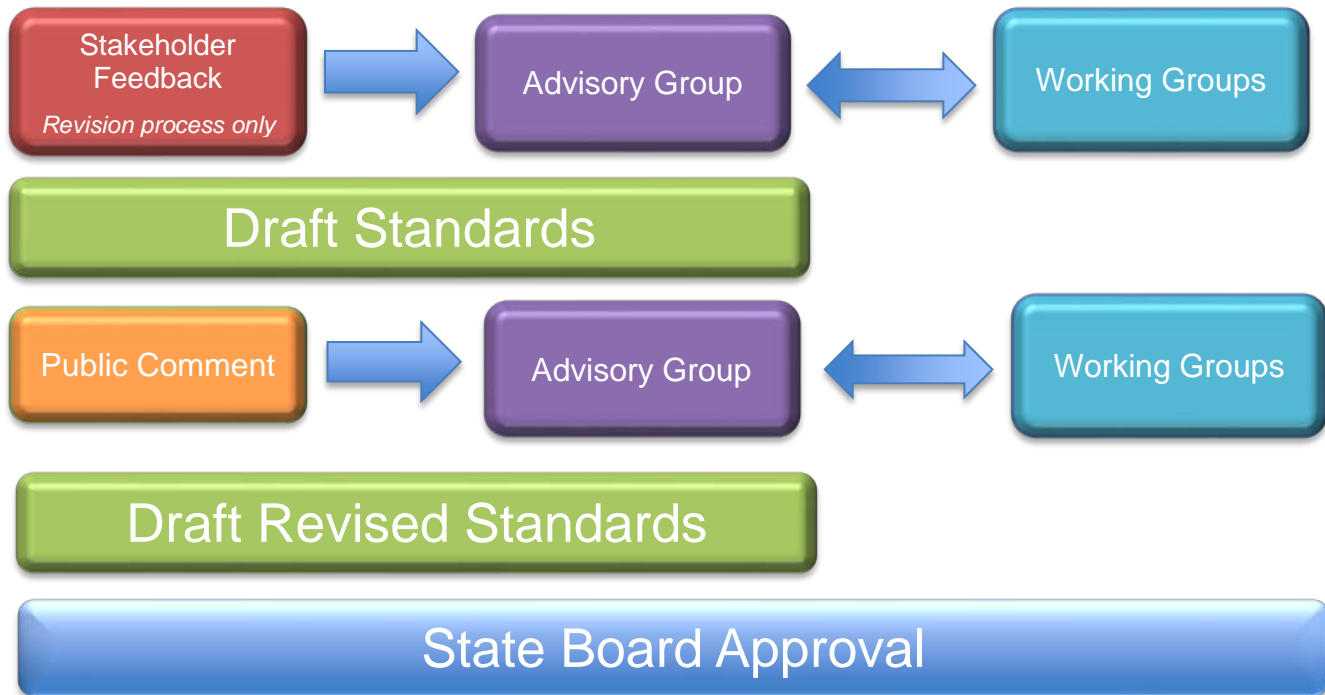 Stakeholder
Feedback
Revision process only
Advisory Group
Working Groups
Draft Standards
Public Comment
Advisory Group
Working Groups
Draft Revised Standards
State Board Approval